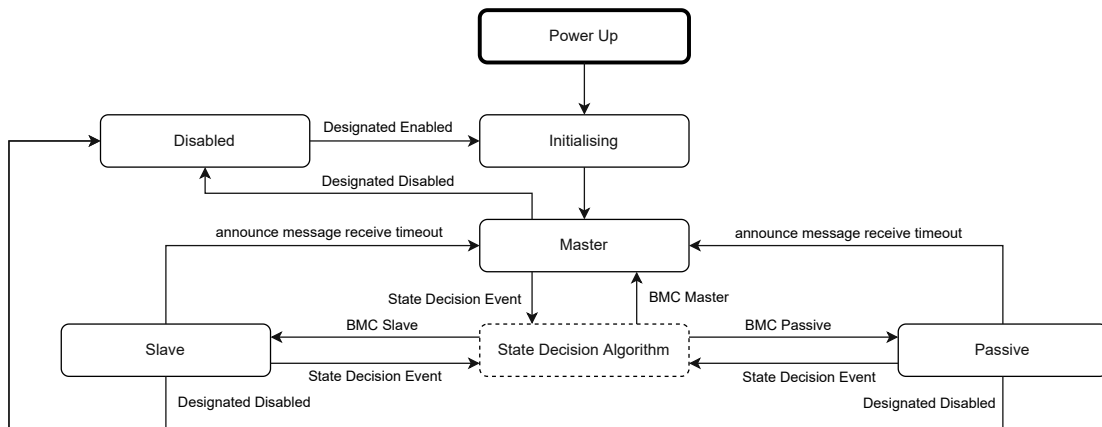 Power Up
Disabled
Designated Enabled
Initialising
Designated Disabled
announce message receive timeout
Master
announce message receive timeout
State Decision Event
BMC Master
Slave
BMC Slave
State Decision Algorithm
BMC Passive
Passive
State Decision Event
State Decision Event
Designated Disabled
Designated Disabled